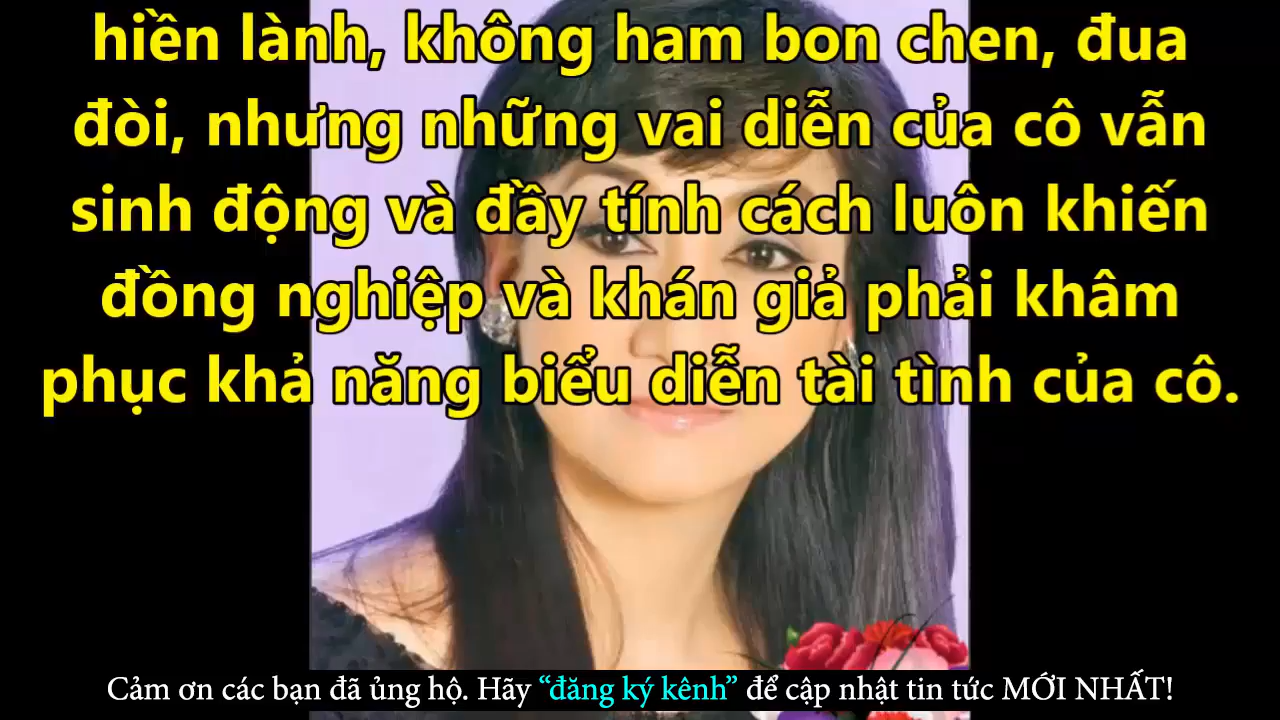 hiền lành, không ham bon chen, đua
đòi, nhưng những vai diễn của cô vẫn
sinh động và đầy tính cách luôn khiến
đồng nghiệp và khán giả phải khâm
phục khả năng biểu diễn tài tình của cô.
Cảm ơn các bạn đã ủng hộ. Hãy “đăng ký kênh” để cập nhật tin tức MỚI NHẤT!